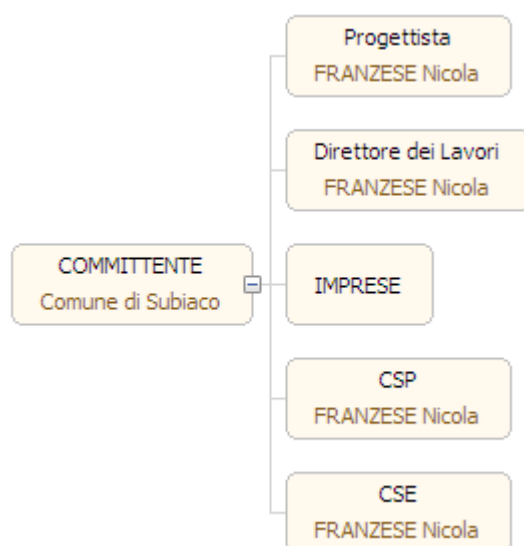 COMMITTENTE
Comune di Subiaco
Progettista
FRANZESE Nicola
Direttore dei Lavori
FRANZESE Nicola
IMPRESE
CSP
FRANZESE Nicola
CSE
FRANZESE Nicola